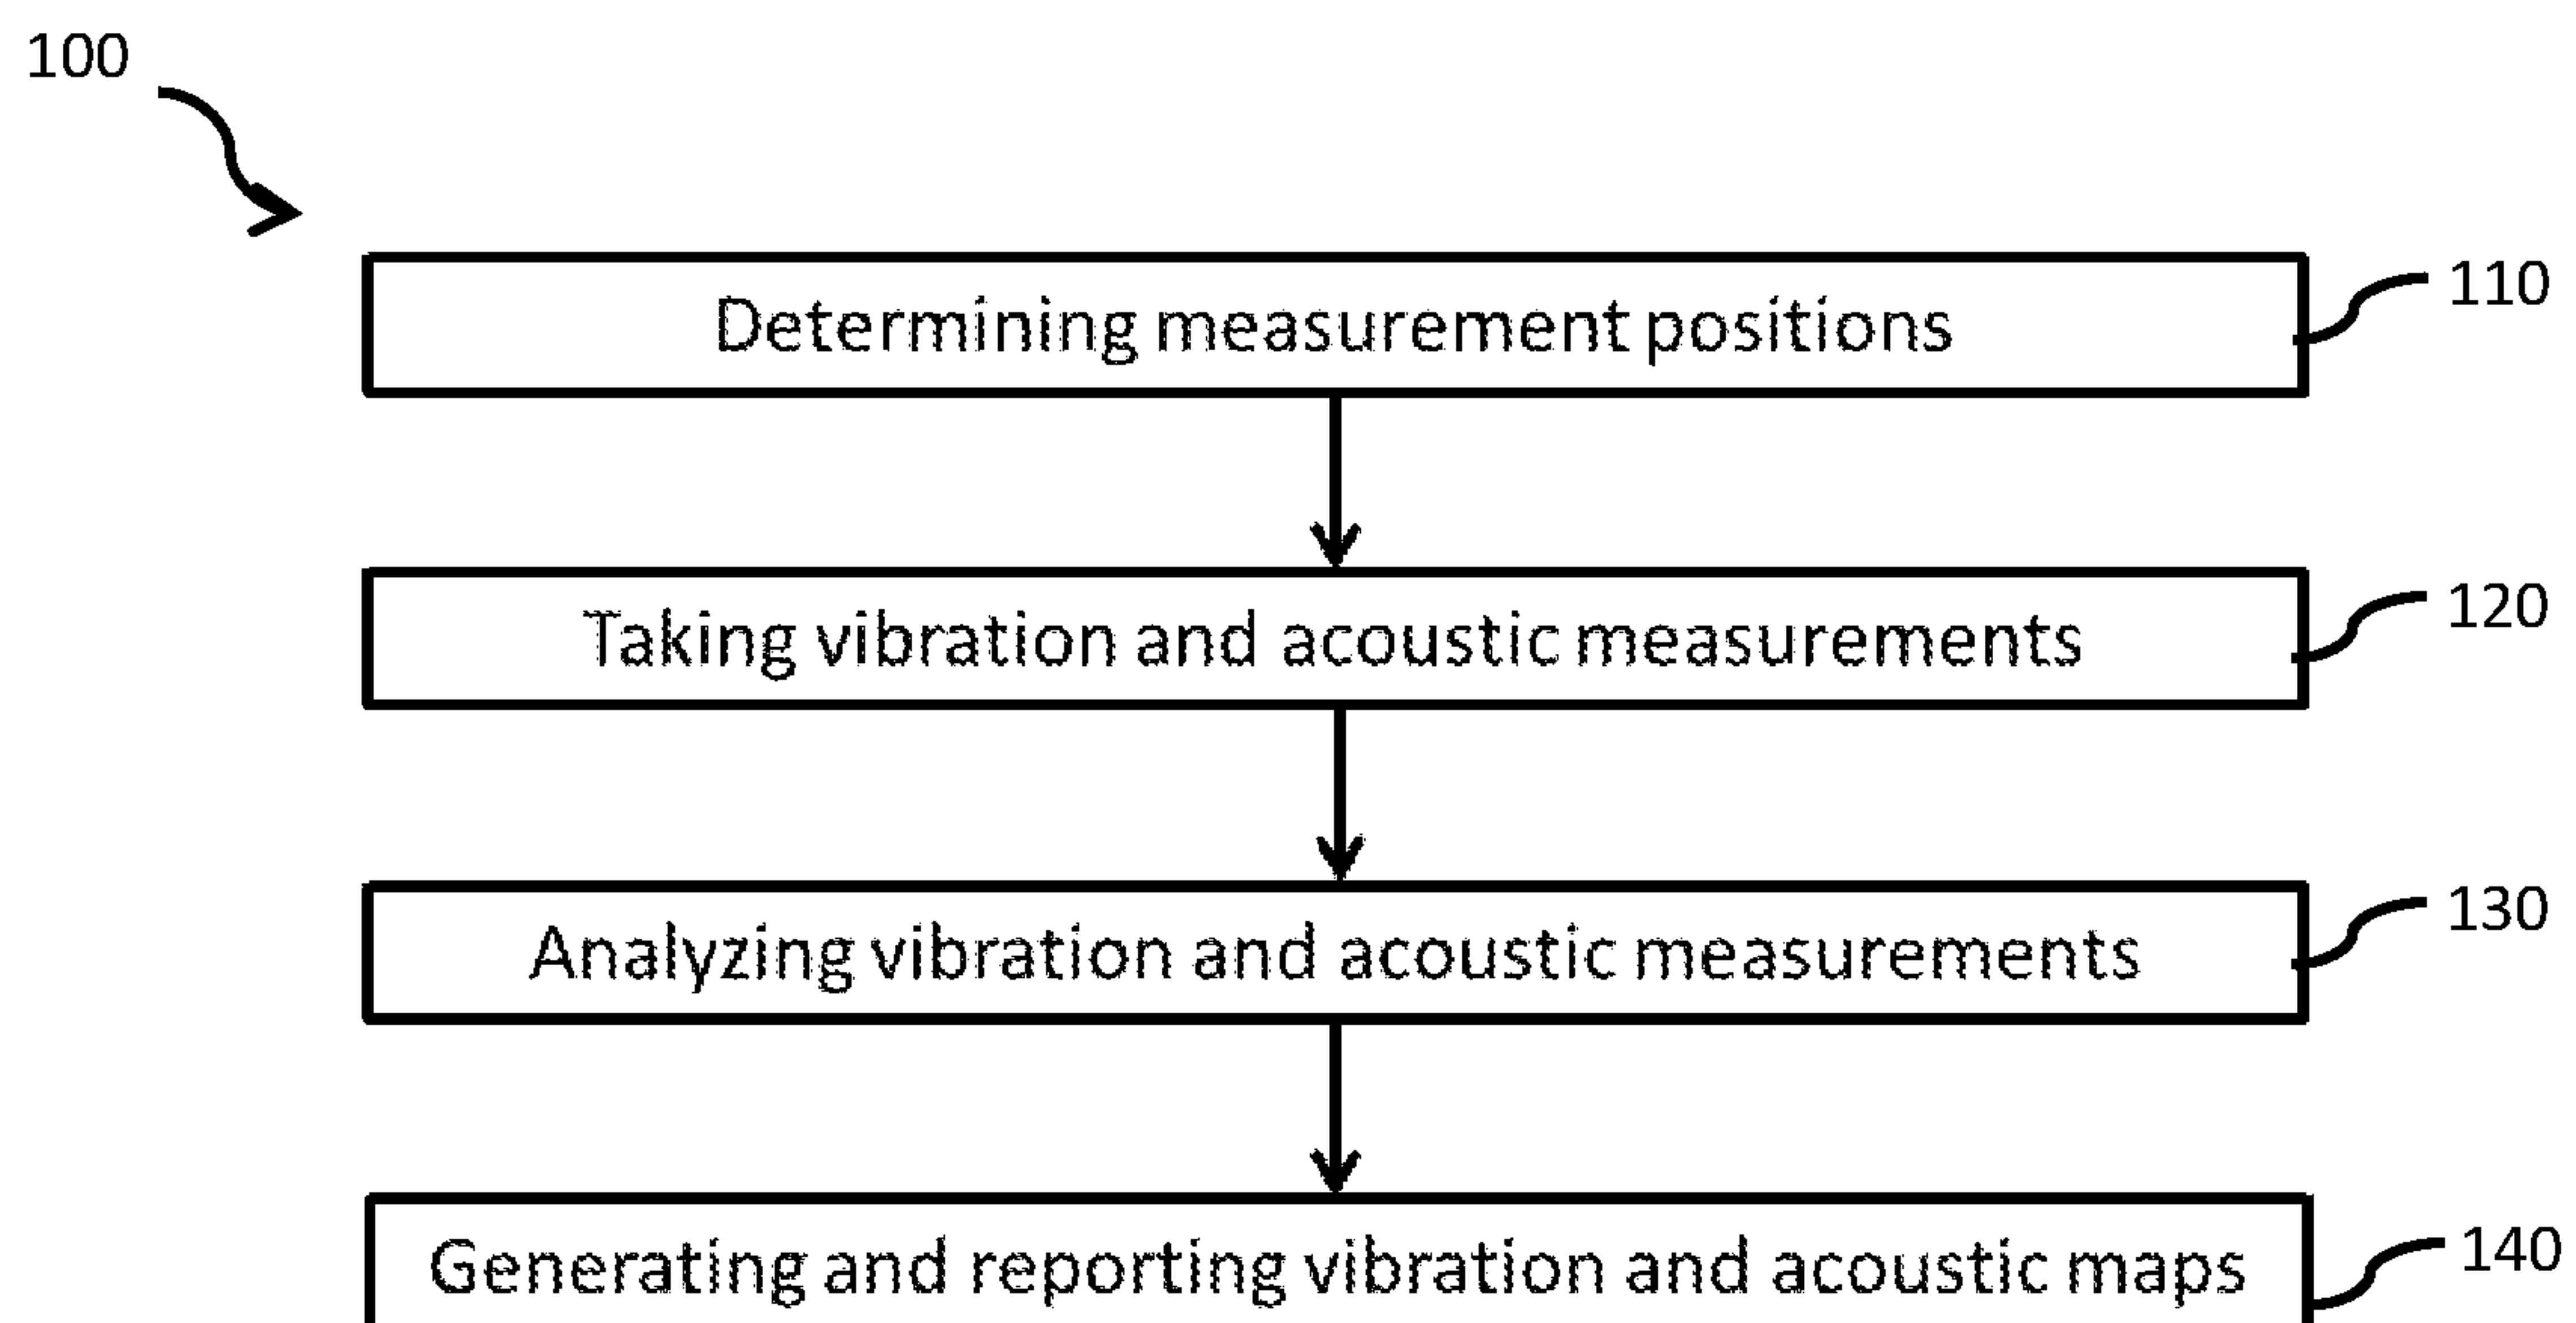 100
Determining measurement positions
110
Taking vibration and acoustic measurements
120
Analyzing vibration and acoustic measurements
130
Generating and reporting vibration and acoustic maps
140